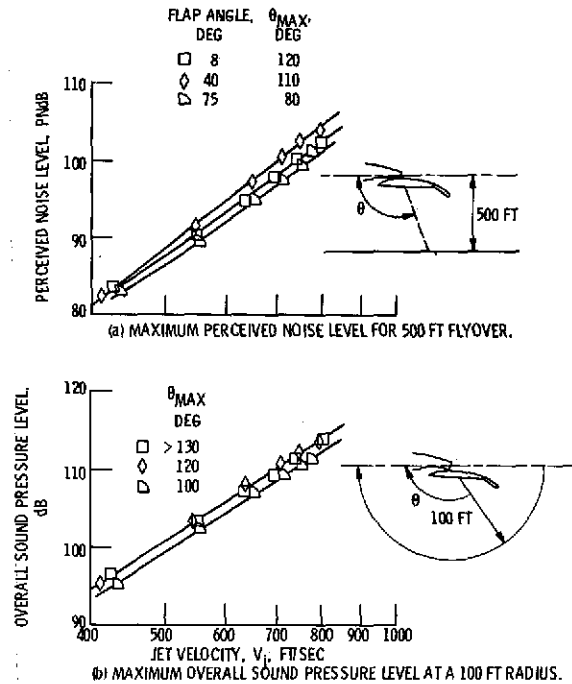 FLAP ANGLE, θMAX,
DEG DEG
8 120
40 110
75 80
PERCEIVED NOISE LEVEL, PNdB
110
100
90
80
θ
500 FT
(a) MAXIMUM PERCEIVED NOISE LEVEL FOR 500 FT FLYOVER.
OVERALL SOUND PRESSURE LEVEL,
dB
120
110
100
90
θMAX
DEG
>130
120
100
θ
100 FT
400 500 600 700 800 900 1000
JET VELOCITY, Vj, FT/SEC
(b) MAXIMUM OVERALL SOUND PRESSURE LEVEL AT A 100 FT RADIUS.